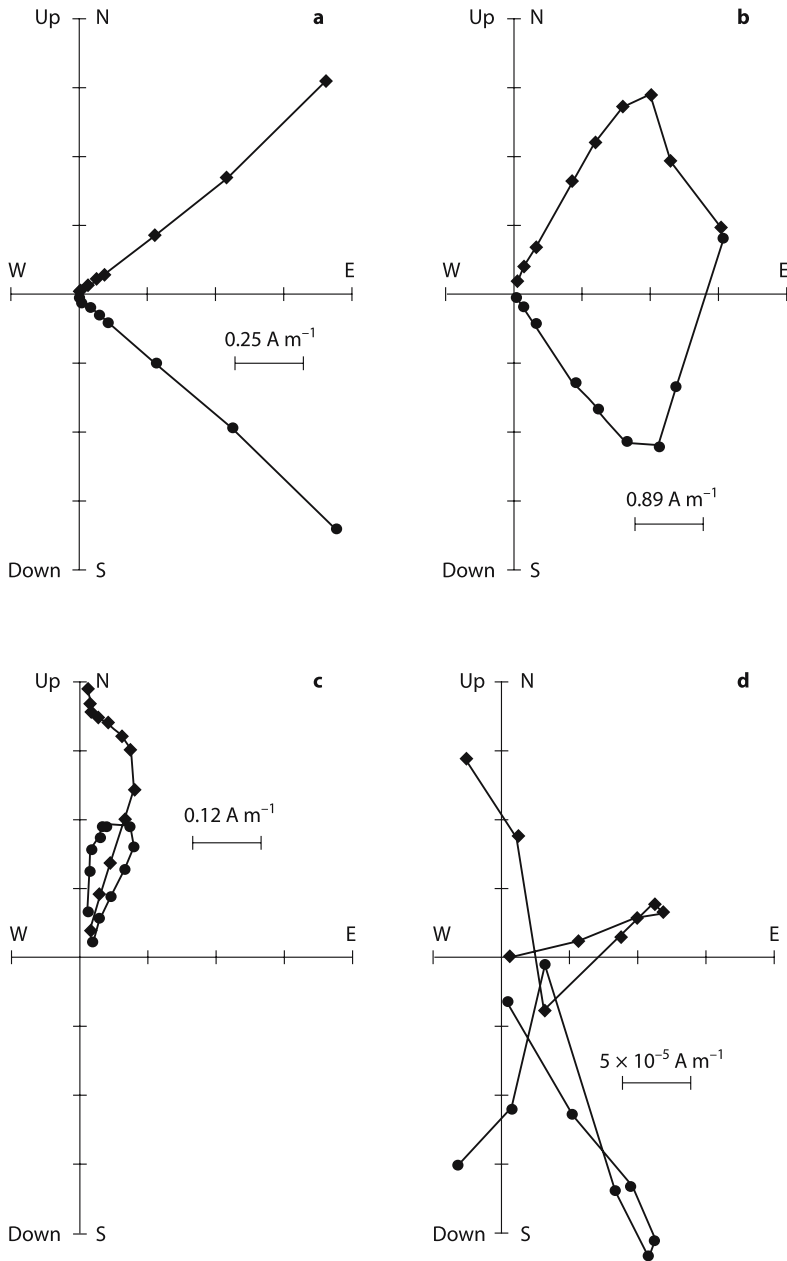 Up N a
W E
0.25 A m⁻¹
Down S
Up N b
W E
0.89 A m⁻¹
Down S
Up N c
W E
0.12 A m⁻¹
Down S
Up N d
W E
5 × 10⁻⁵ A m⁻¹
Down S